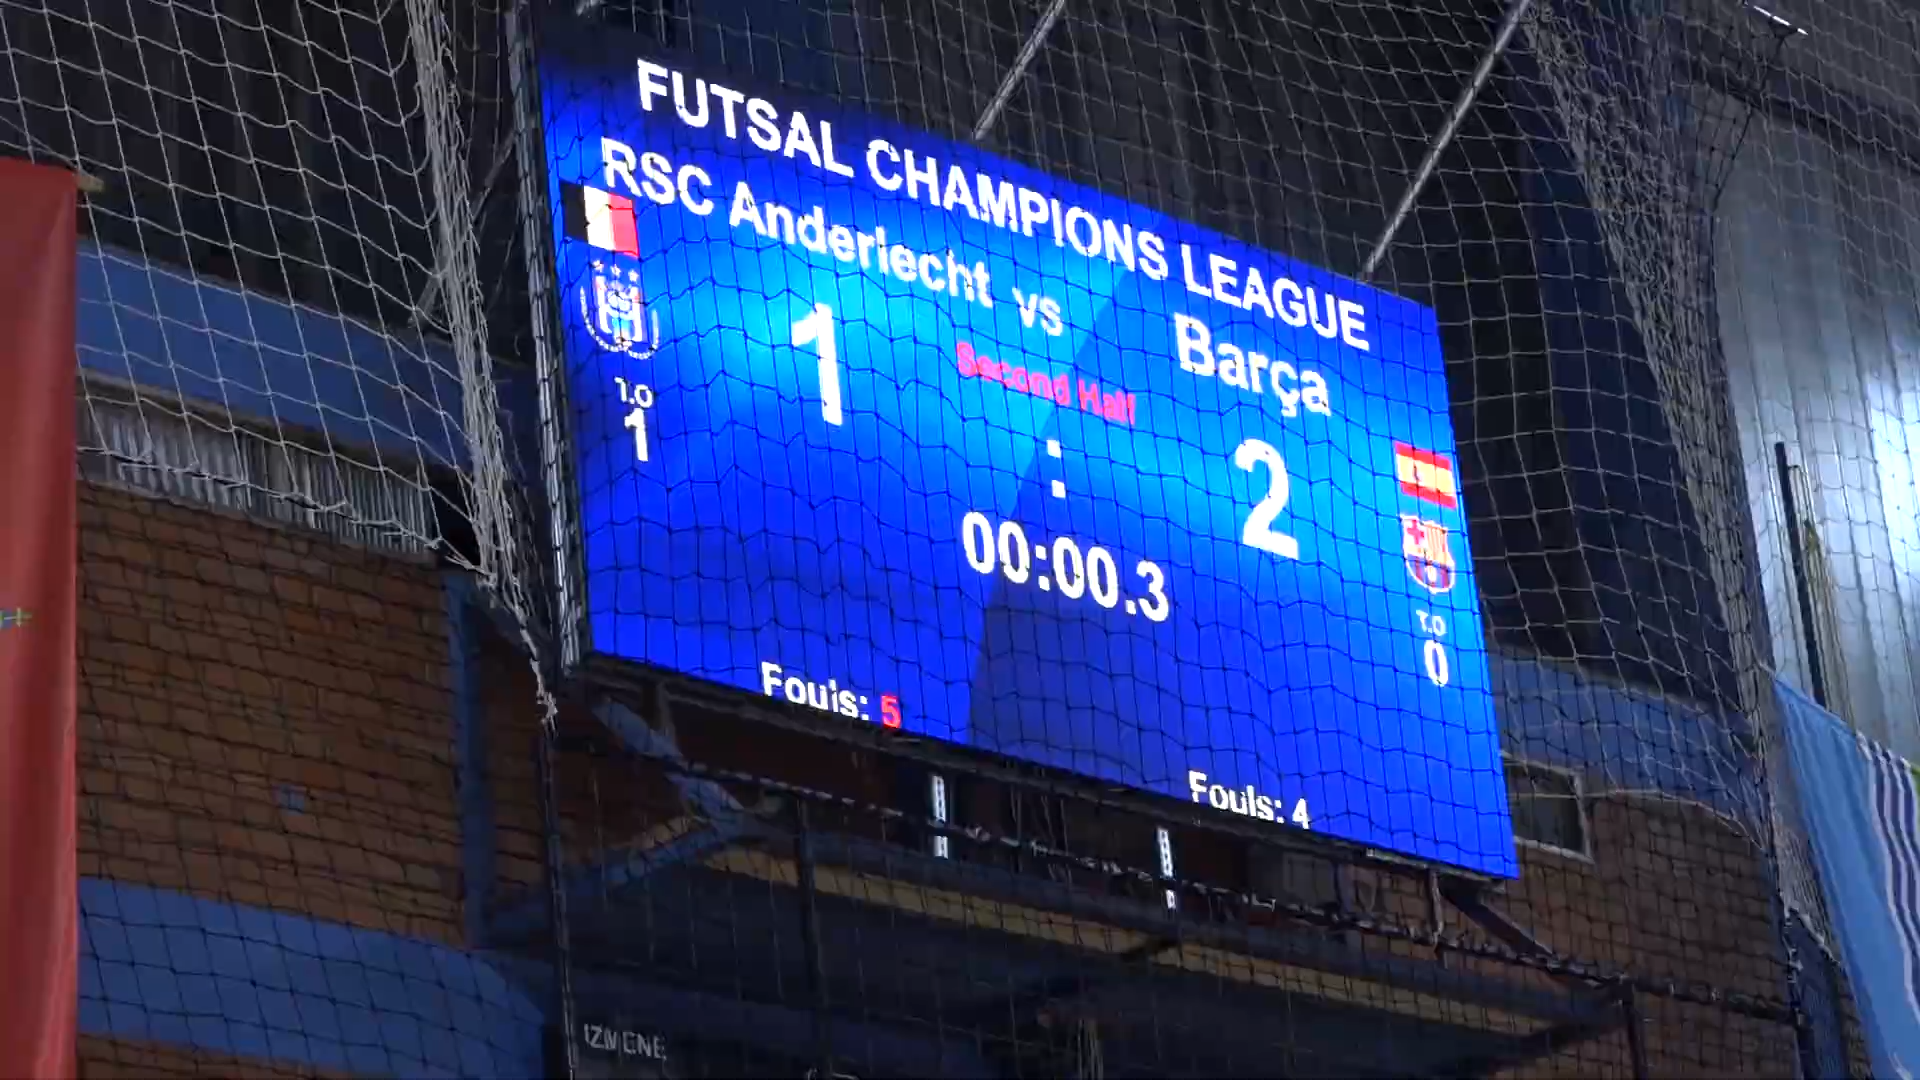 FUTSAL CHAMPIONS LEAGUE
RSC Anderlecht vs Barça
1 : 2
Second Half
T.O
1
00:00.3
T.O
0
Fouls: 5
Fouls: 4
IZMJENE